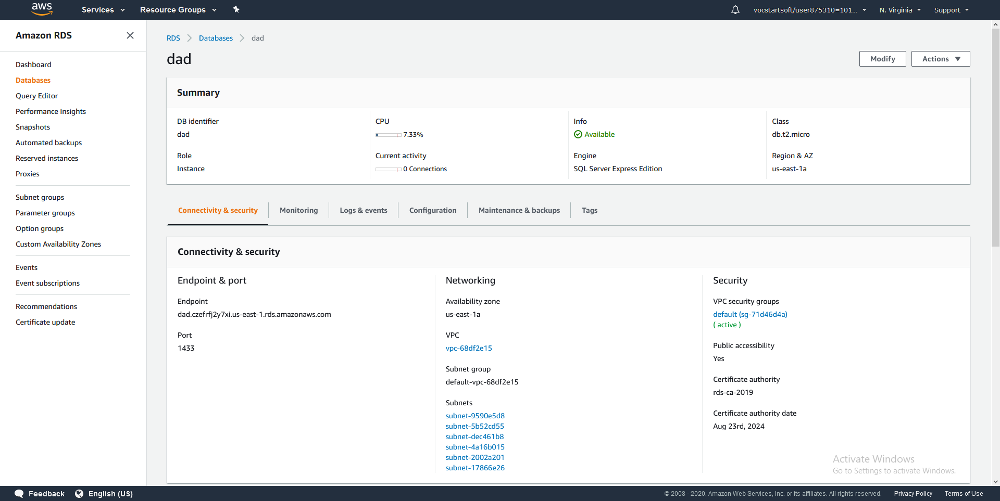 aws
Services
Resource Groups
vocstartsoft/user875310=101...
N. Virginia
Support
Amazon RDS
Dashboard
Databases
Query Editor
Performance Insights
Snapshots
Automated backups
Reserved instances
Proxies
Subnet groups
Parameter groups
Option groups
Custom Availability Zones
Events
Event subscriptions
Recommendations
Certificate update
RDS
Databases
dad
dad
Modify
Actions
Summary
DB identifier
dad
CPU
7.33%
Info
Available
Class
db.t2.micro
Role
Instance
Current activity
0 Connections
Engine
SQL Server Express Edition
Region & AZ
us-east-1a
Connectivity & security
Monitoring
Logs & events
Configuration
Maintenance & backups
Tags
Connectivity & security
Endpoint & port
Endpoint
dad.czefrfj2y7xi.us-east-1.rds.amazonaws.com
Port
1433
Networking
Availability zone
us-east-1a
VPC
vpc-68df2e15
Subnet group
default-vpc-68df2e15
Subnets
subnet-9590e5d8
subnet-5b52cd55
subnet-dec461b8
subnet-4a16b015
subnet-2002a201
subnet-17866e26
Security
VPC security groups
default (sg-71d46d4a)
( active )
Public accessibility
Yes
Certificate authority
rds-ca-2019
Certificate authority date
Aug 23rd, 2024
Activate Windows
Go to Settings to activate Windows.
Feedback
English (US)
© 2008 - 2020, Amazon Web Services, Inc. or its affiliates. All rights reserved.
Privacy Policy
Terms of Use